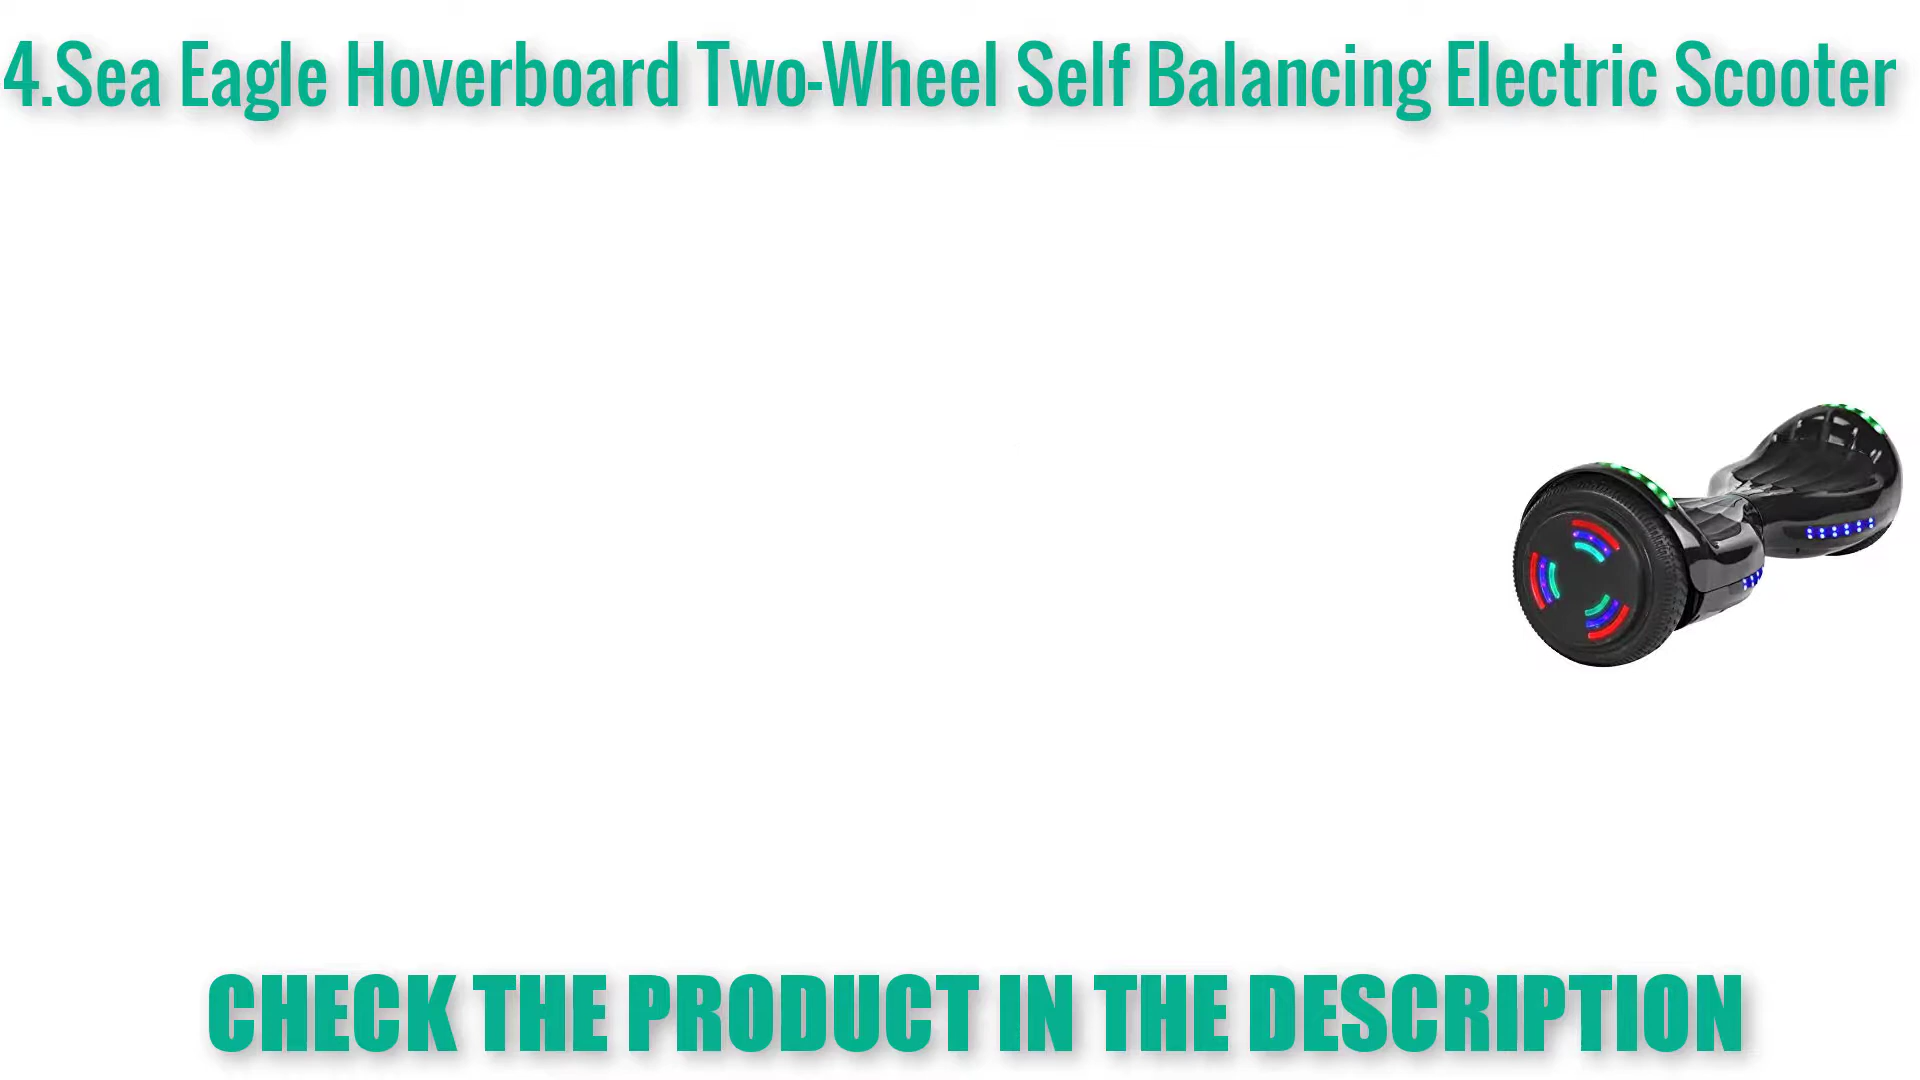 4.Sea Eagle Hoverboard Two-Wheel Self Balancing Electric Scooter
CHECK THE PRODUCT IN THE DESCRIPTION